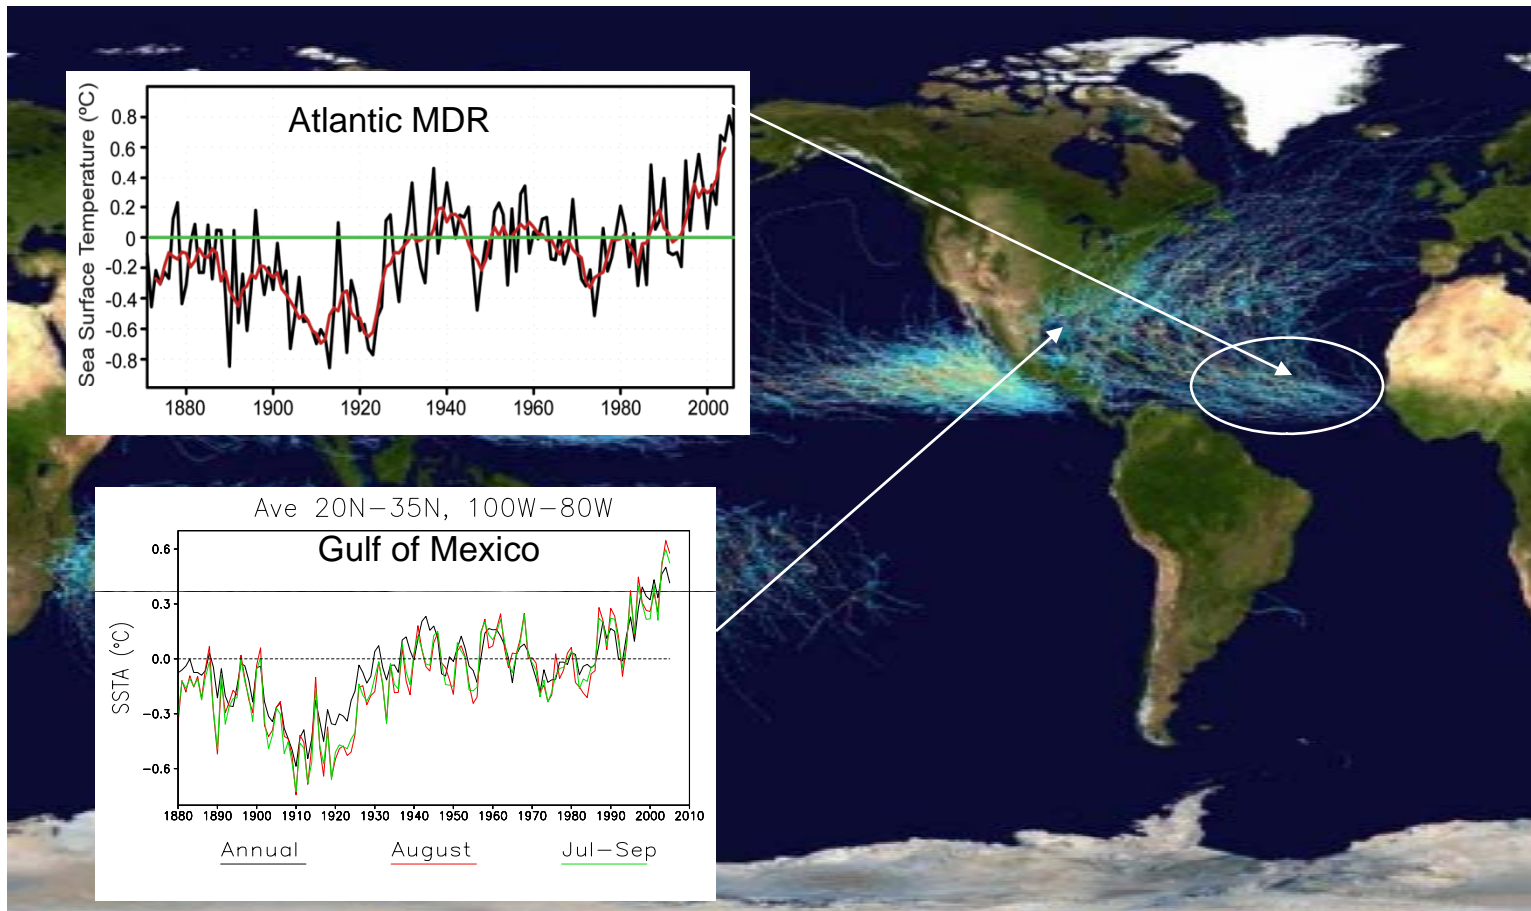 Atlantic MDR
Sea Surface Temperature (ºC)
0.8
0.6
0.4
0.2
0
-0.2
-0.4
-0.6
-0.8
1880 1900 1920 1940 1960 1980 2000
Ave 20N–35N, 100W–80W
Gulf of Mexico
SSTA (°C)
0.6
0.3
0.0
–0.3
–0.6
1880 1890 1900 1910 1920 1930 1940 1950 1960 1970 1980 1990 2000 2010
Annual August Jul–Sep